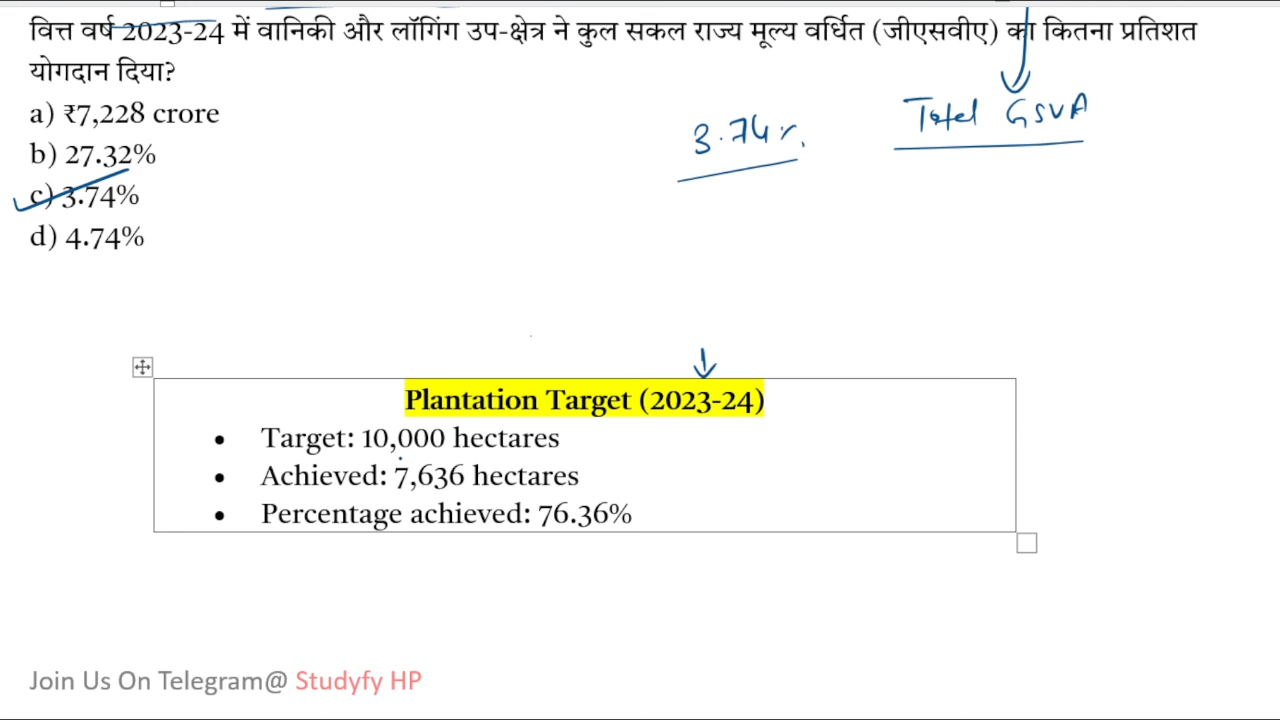 वित्त वर्ष 2023-24 में वानिकी और लॉगिंग उप-क्षेत्र ने कुल सकल राज्य मूल्य वर्धित (जीएसवीए) का कितना प्रतिशत
योगदान दिया?
a) ₹7,228 crore
Total GSVA
3.74%
b) 27.32%
c) 3.74%
d) 4.74%
Plantation Target (2023-24)
• Target: 10,000 hectares
• Achieved: 7,636 hectares
• Percentage achieved: 76.36%
Join Us On Telegram@ Studyfy HP